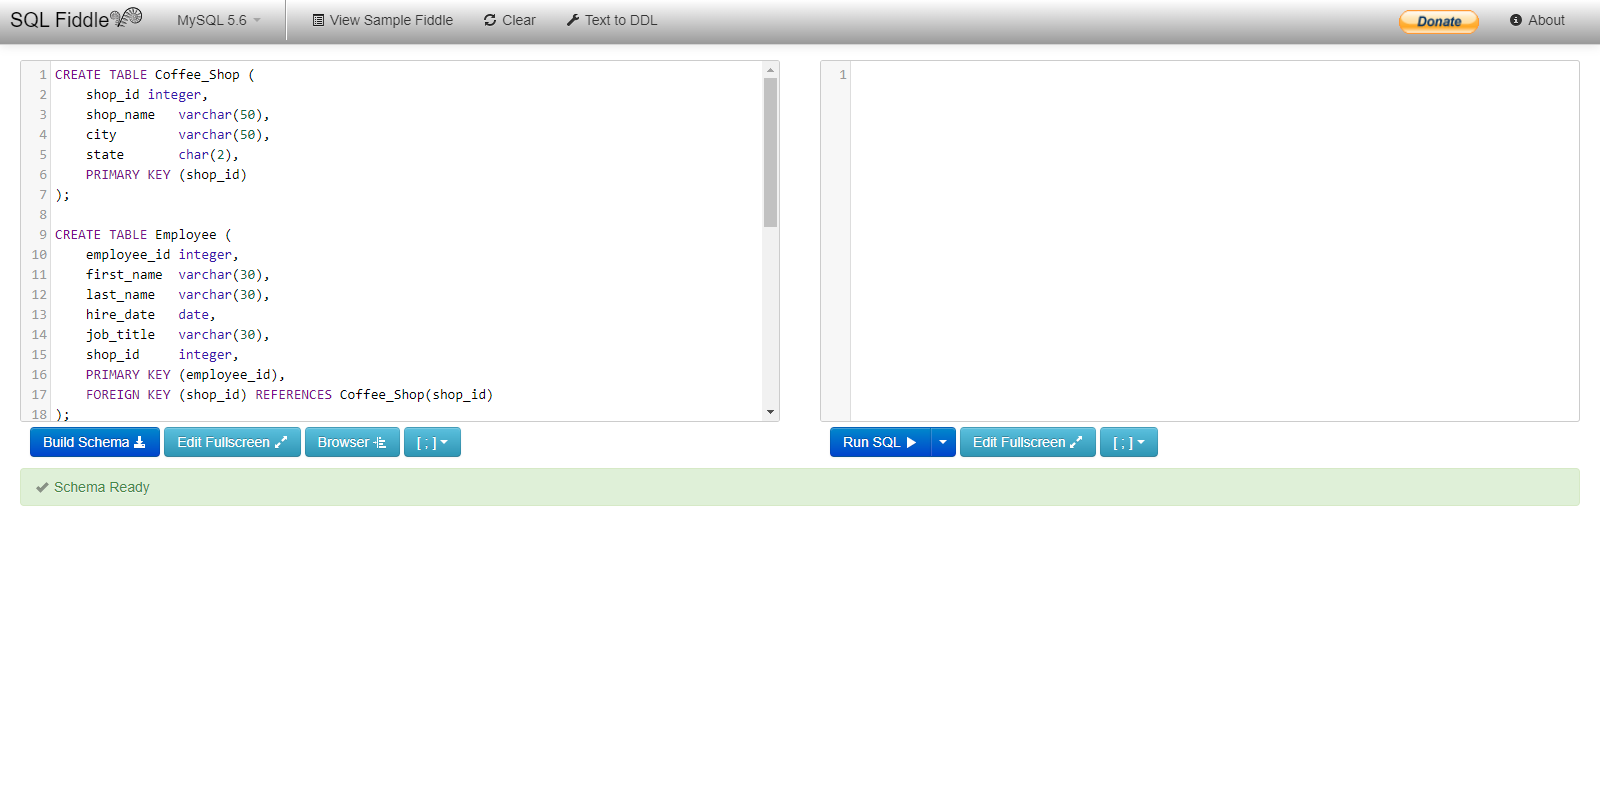 SQL Fiddle MySQL 5.6 View Sample Fiddle Clear Text to DDL Donate About
1 CREATE TABLE Coffee_Shop (
2     shop_id integer,
3     shop_name   varchar(50),
4     city        varchar(50),
5     state       char(2),
6     PRIMARY KEY (shop_id)
7 );
8
9 CREATE TABLE Employee (
10     employee_id integer,
11     first_name  varchar(30),
12     last_name   varchar(30),
13     hire_date   date,
14     job_title   varchar(30),
15     shop_id     integer,
16     PRIMARY KEY (employee_id),
17     FOREIGN KEY (shop_id) REFERENCES Coffee_Shop(shop_id)
18 );
Build Schema Edit Fullscreen Browser [ ; ]
1
Run SQL Edit Fullscreen [ ; ]
Schema Ready